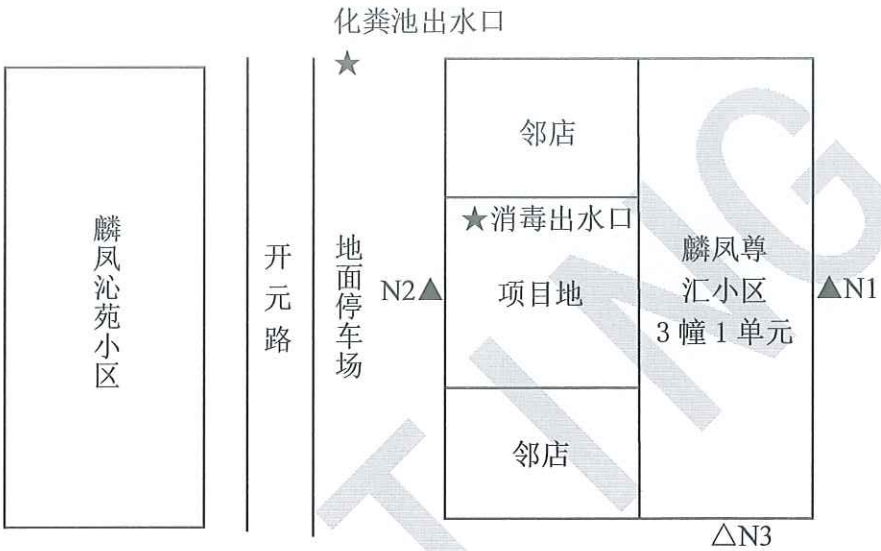 化粪池出水口
★
邻店
★消毒出水口
麟凤沁苑小区
开元路
地面停车场
N2▲
项目地
麟凤尊
汇小区
3幢1单元
▲N1
邻店
△N3
TING